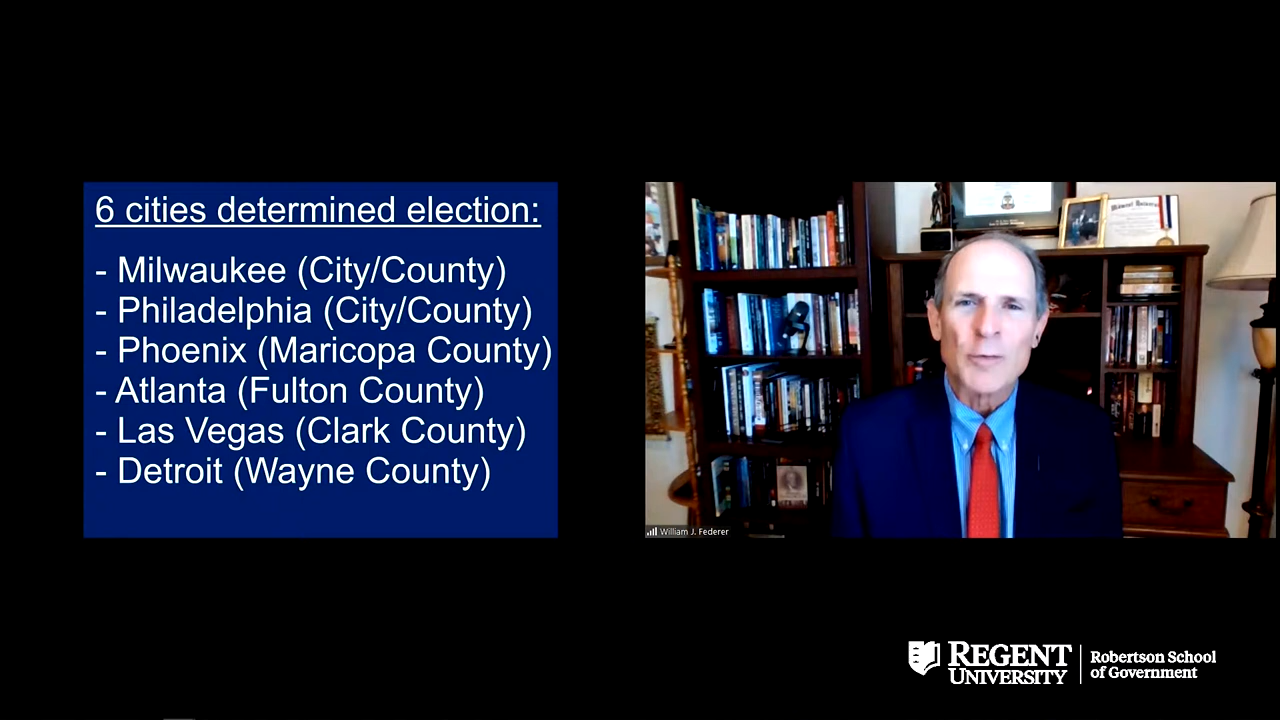 6 cities determined election:
- Milwaukee (City/County)
- Philadelphia (City/County)
- Phoenix (Maricopa County)
- Atlanta (Fulton County)
- Las Vegas (Clark County)
- Detroit (Wayne County)
William J. Federer
REGENT
UNIVERSITY
Robertson School
of Government